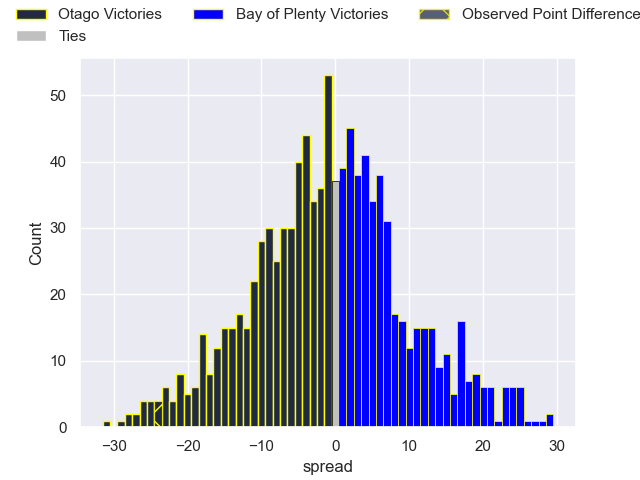 Otago Victories Bay of Plenty Victories Observed Point Difference
Ties
50
40
30
20
10
0
Count
−30 −20 −10 0 10 20 30
spread